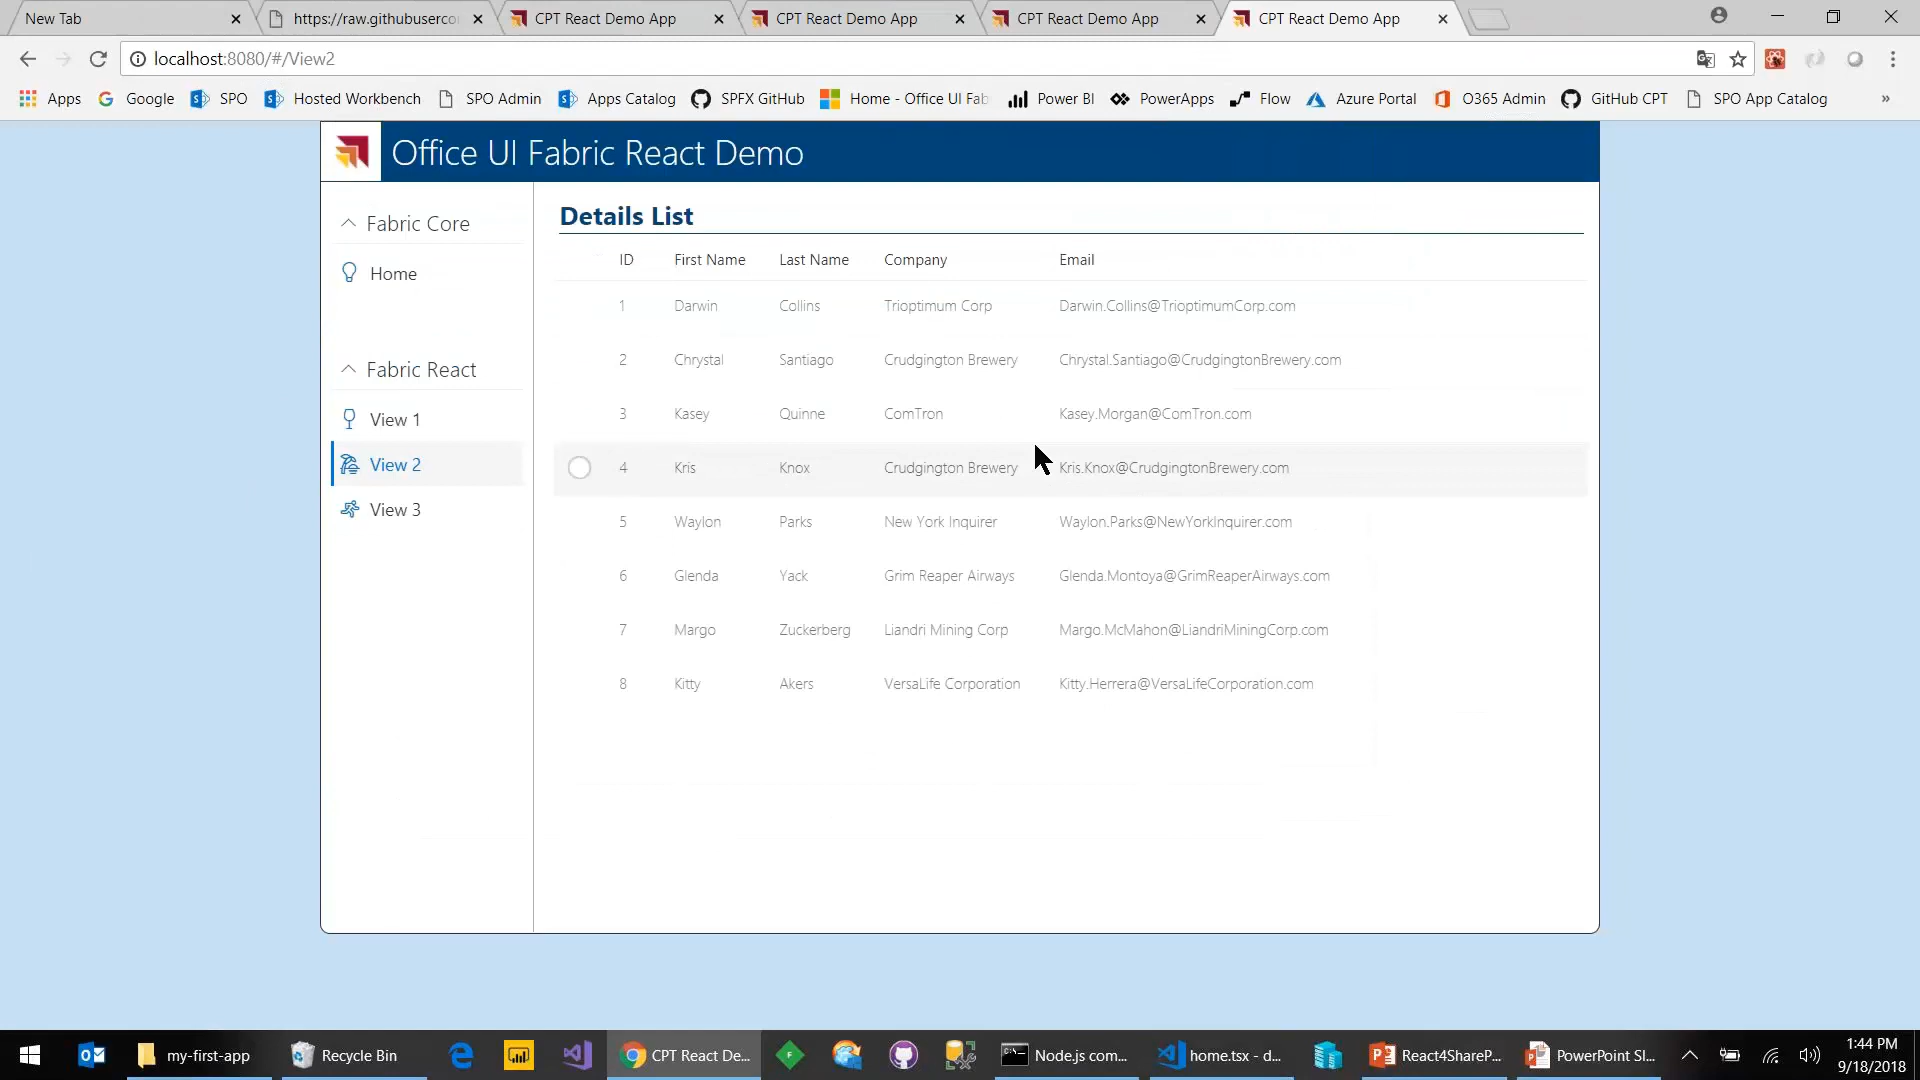 New Tab
https://raw.githubuserco
CPT React Demo App
CPT React Demo App
CPT React Demo App
CPT React Demo App
localhost:8080/#/View2
Apps
Google
SPO
Hosted Workbench
SPO Admin
Apps Catalog
SPFX GitHub
Home - Office UI Fab
Power BI
PowerApps
Flow
Azure Portal
O365 Admin
GitHub CPT
SPO App Catalog
»
Office UI Fabric React Demo
Fabric Core
Home
Fabric React
View 1
View 2
View 3
Details List
ID First Name Last Name Company Email
1 Darwin Collins Trioptimum Corp Darwin.Collins@TrioptimumCorp.com
2 Chrystal Santiago Crudgington Brewery Chrystal.Santiago@CrudgingtonBrewery.com
3 Kasey Quinne ComTron Kasey.Morgan@ComTron.com
4 Kris Knox Crudgington Brewery Kris.Knox@CrudgingtonBrewery.com
5 Waylon Parks New York Inquirer Waylon.Parks@NewYorkInquirer.com
6 Glenda Yack Grim Reaper Airways Glenda.Montoya@GrimReaperAirways.com
7 Margo Zuckerberg Liandri Mining Corp Margo.McMahon@LiandriMiningCorp.com
8 Kitty Akers VersaLife Corporation Kitty.Herrera@VersaLifeCorporation.com
my-first-app
Recycle Bin
CPT React De...
Node.js com...
home.tsx - d...
React4ShareP...
PowerPoint Sl...
1:44 PM
9/18/2018